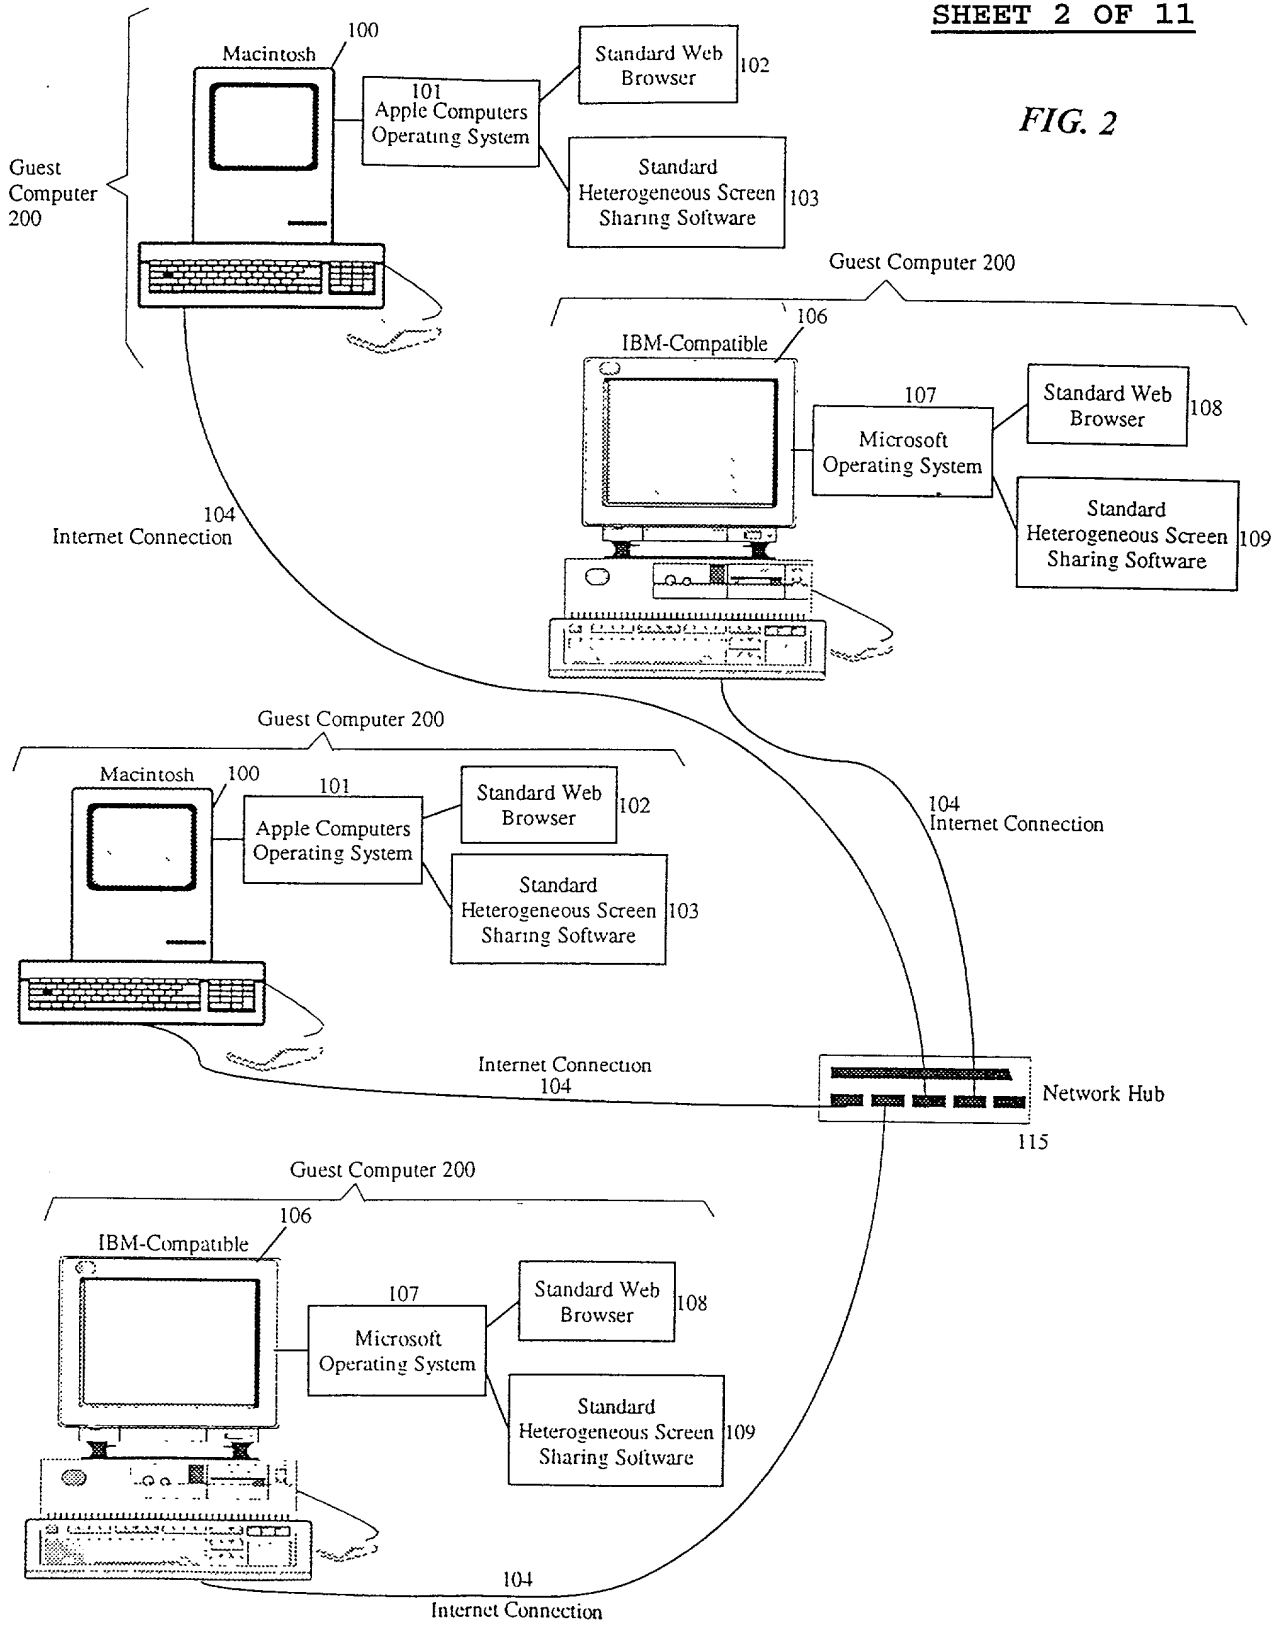 SHEET 2 OF 11
FIG. 2
Guest
Computer
200
Macintosh
100
101
Apple Computers
Operating System
Standard Web
Browser
102
Standard
Heterogeneous Screen
Sharing Software
103
Guest Computer 200
IBM-Compatible
106
107
Microsoft
Operating System
Standard Web
Browser
108
Standard
Heterogeneous Screen
Sharing Software
109
104
Internet Connection
Guest Computer 200
Macintosh
100
101
Apple Computers
Operating System
Standard Web
Browser
102
Standard
Heterogeneous Screen
Sharing Software
103
104
Internet Connection
Internet Connection
104
Network Hub
115
Guest Computer 200
IBM-Compatible
106
107
Microsoft
Operating System
Standard Web
Browser
108
Standard
Heterogeneous Screen
Sharing Software
109
104
Internet Connection